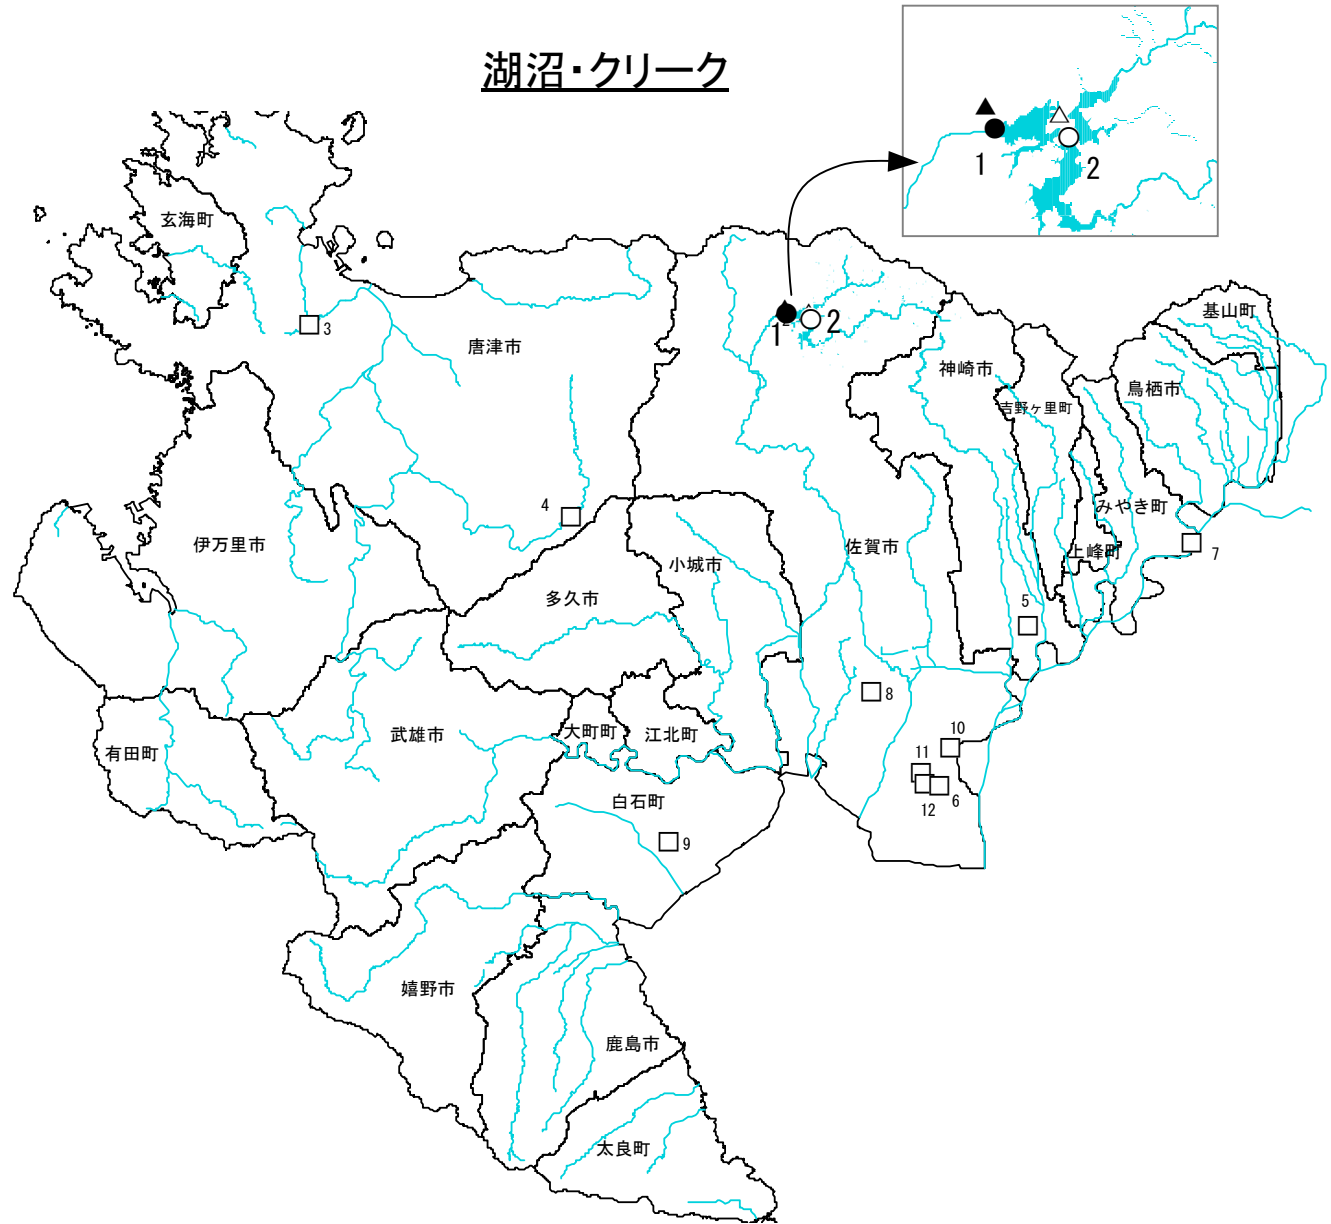 湖沼・クリーク
1
2
玄海町
3
唐津市
1
2
基山町
神崎市
鳥栖市
吉野ヶ里町
4
みやき町
伊万里市
佐賀市
上峰町
7
小城市
多久市
5
8
有田町
武雄市
大町町
江北町
10
11
12
6
白石町
9
嬉野市
鹿島市
太良町